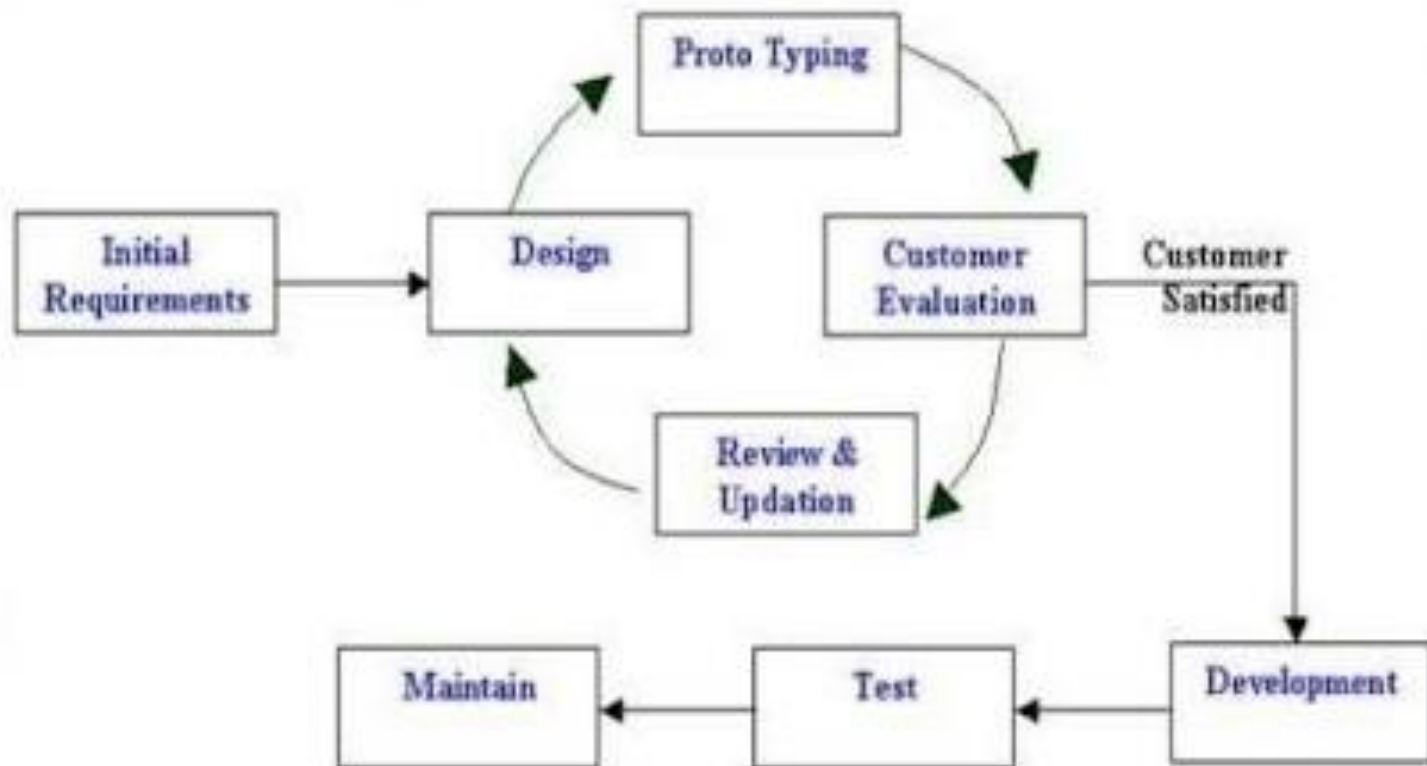 Proto Typing
Initial
Requirements
Design
Customer
Evaluation
Customer
Satisfied
Review &
Updation
Maintain
Test
Development